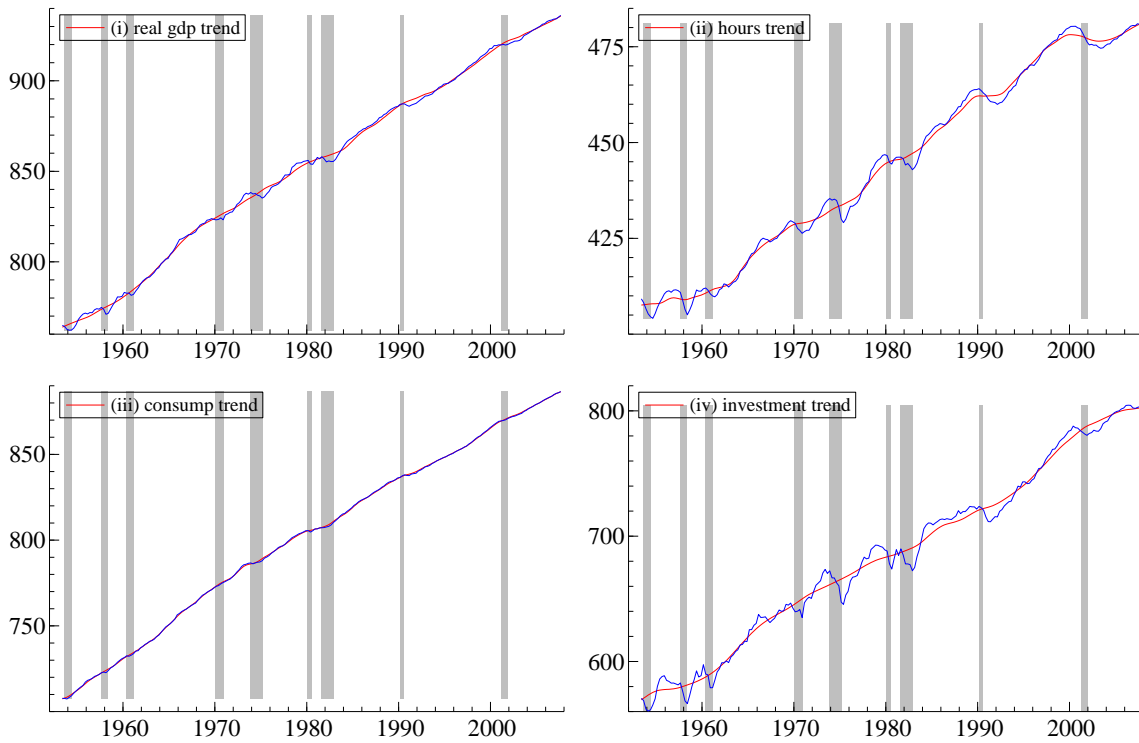 (i) real gdp trend
900
850
800
1960 1970 1980 1990 2000
(ii) hours trend
475
450
425
1960 1970 1980 1990 2000
(iii) consump trend
850
800
750
1960 1970 1980 1990 2000
(iv) investment trend
800
700
600
1960 1970 1980 1990 2000